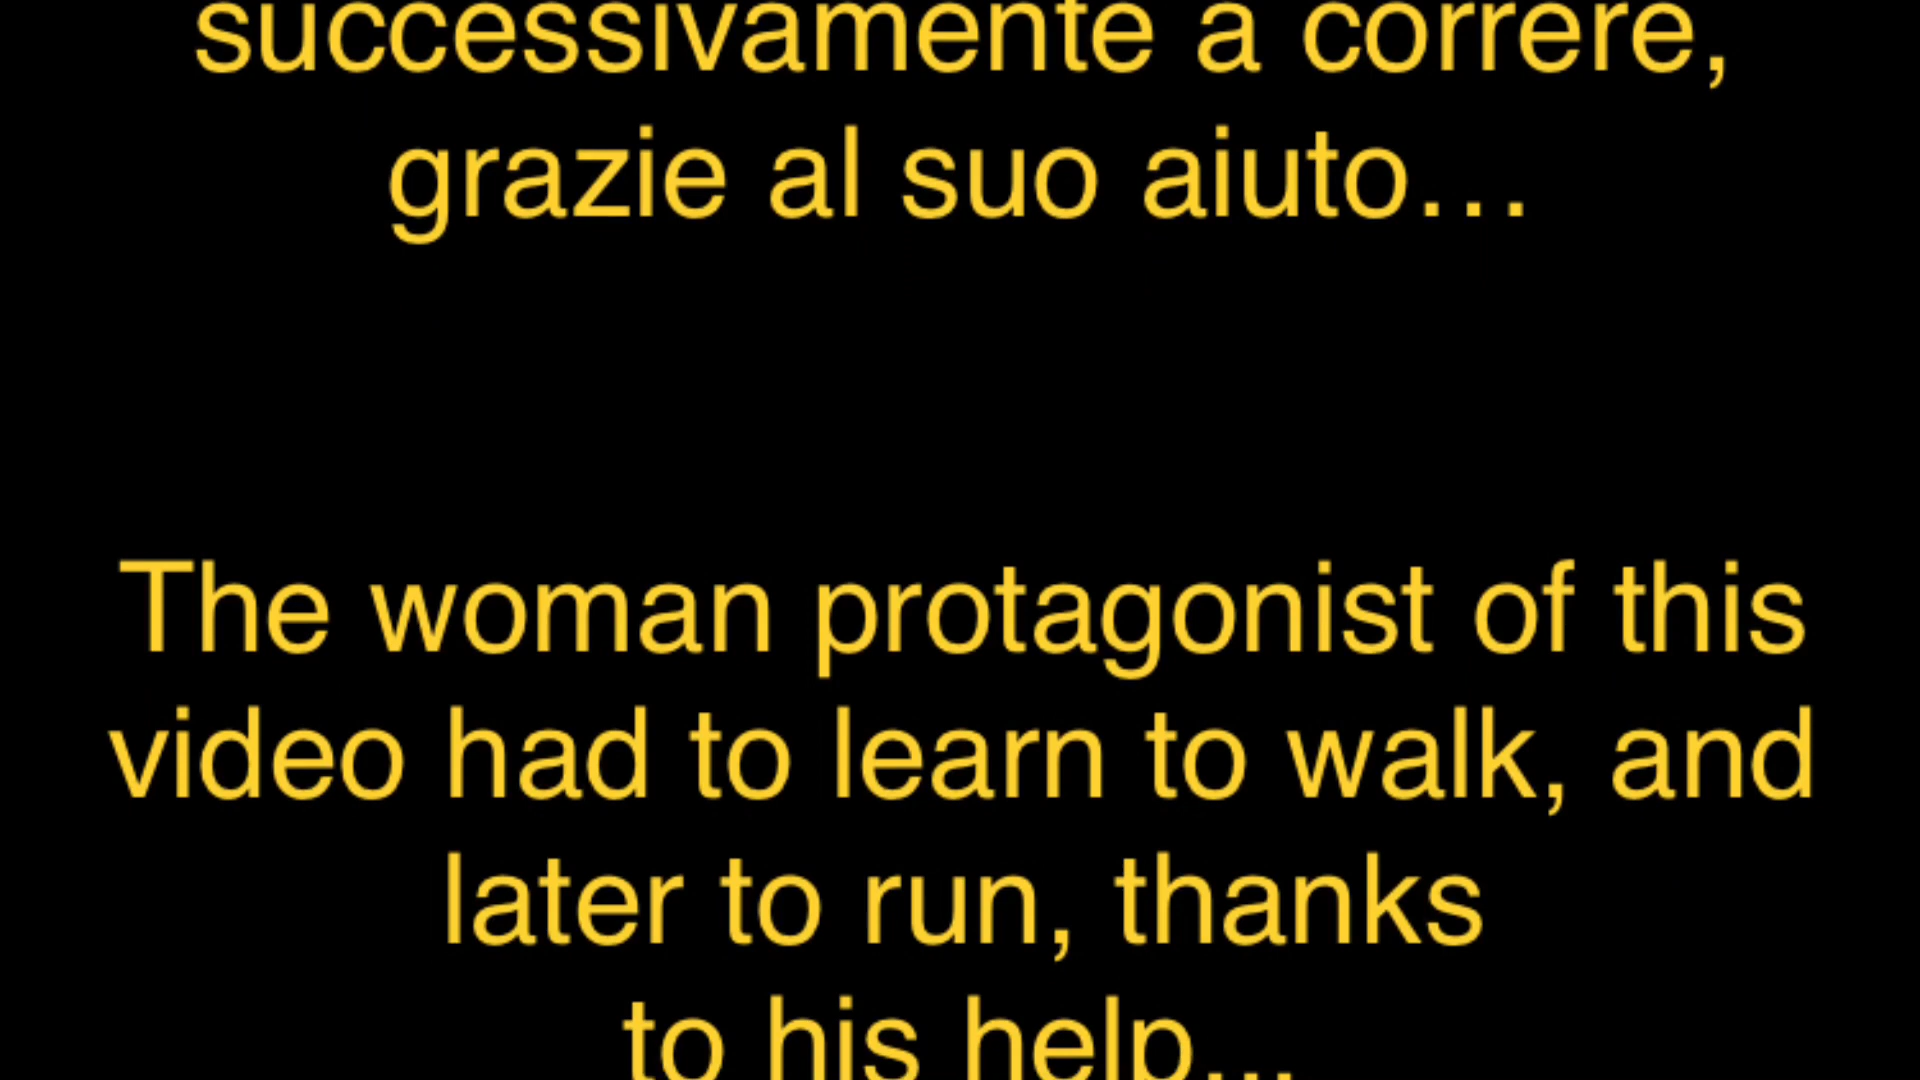 successivamente a correre,
grazie al suo aiuto…
The woman protagonist of this
video had to learn to walk, and
later to run, thanks
to his help...